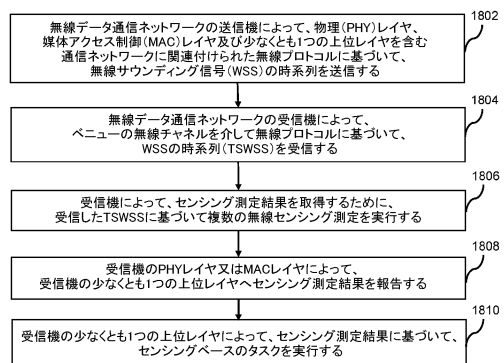 無線データ通信ネットワークの送信機によって、物理(PHY)レイヤ、
媒体アクセス制御(MAC)レイヤ及び少なくとも1つの上位レイヤを含む
通信ネットワークに関連付けられた無線プロトコルに基づいて、
無線サウンディング信号(WSS)の時系列を送信する
1802
無線データ通信ネットワークの受信機によって、
ベニューの無線チャネルを介して無線プロトコルに基づいて、
WSSの時系列(TSWSS)を受信する
1804
受信機によって、センシング測定結果を取得するために、
受信したTSWSSに基づいて複数の無線センシング測定を実行する
1806
受信機のPHYレイヤ又はMACレイヤによって、
受信機の少なくとも1つの上位レイヤへセンシング測定結果を報告する
1808
受信機の少なくとも1つの上位レイヤによって、センシング測定結果に基づいて、
センシングベースのタスクを実行する
1810